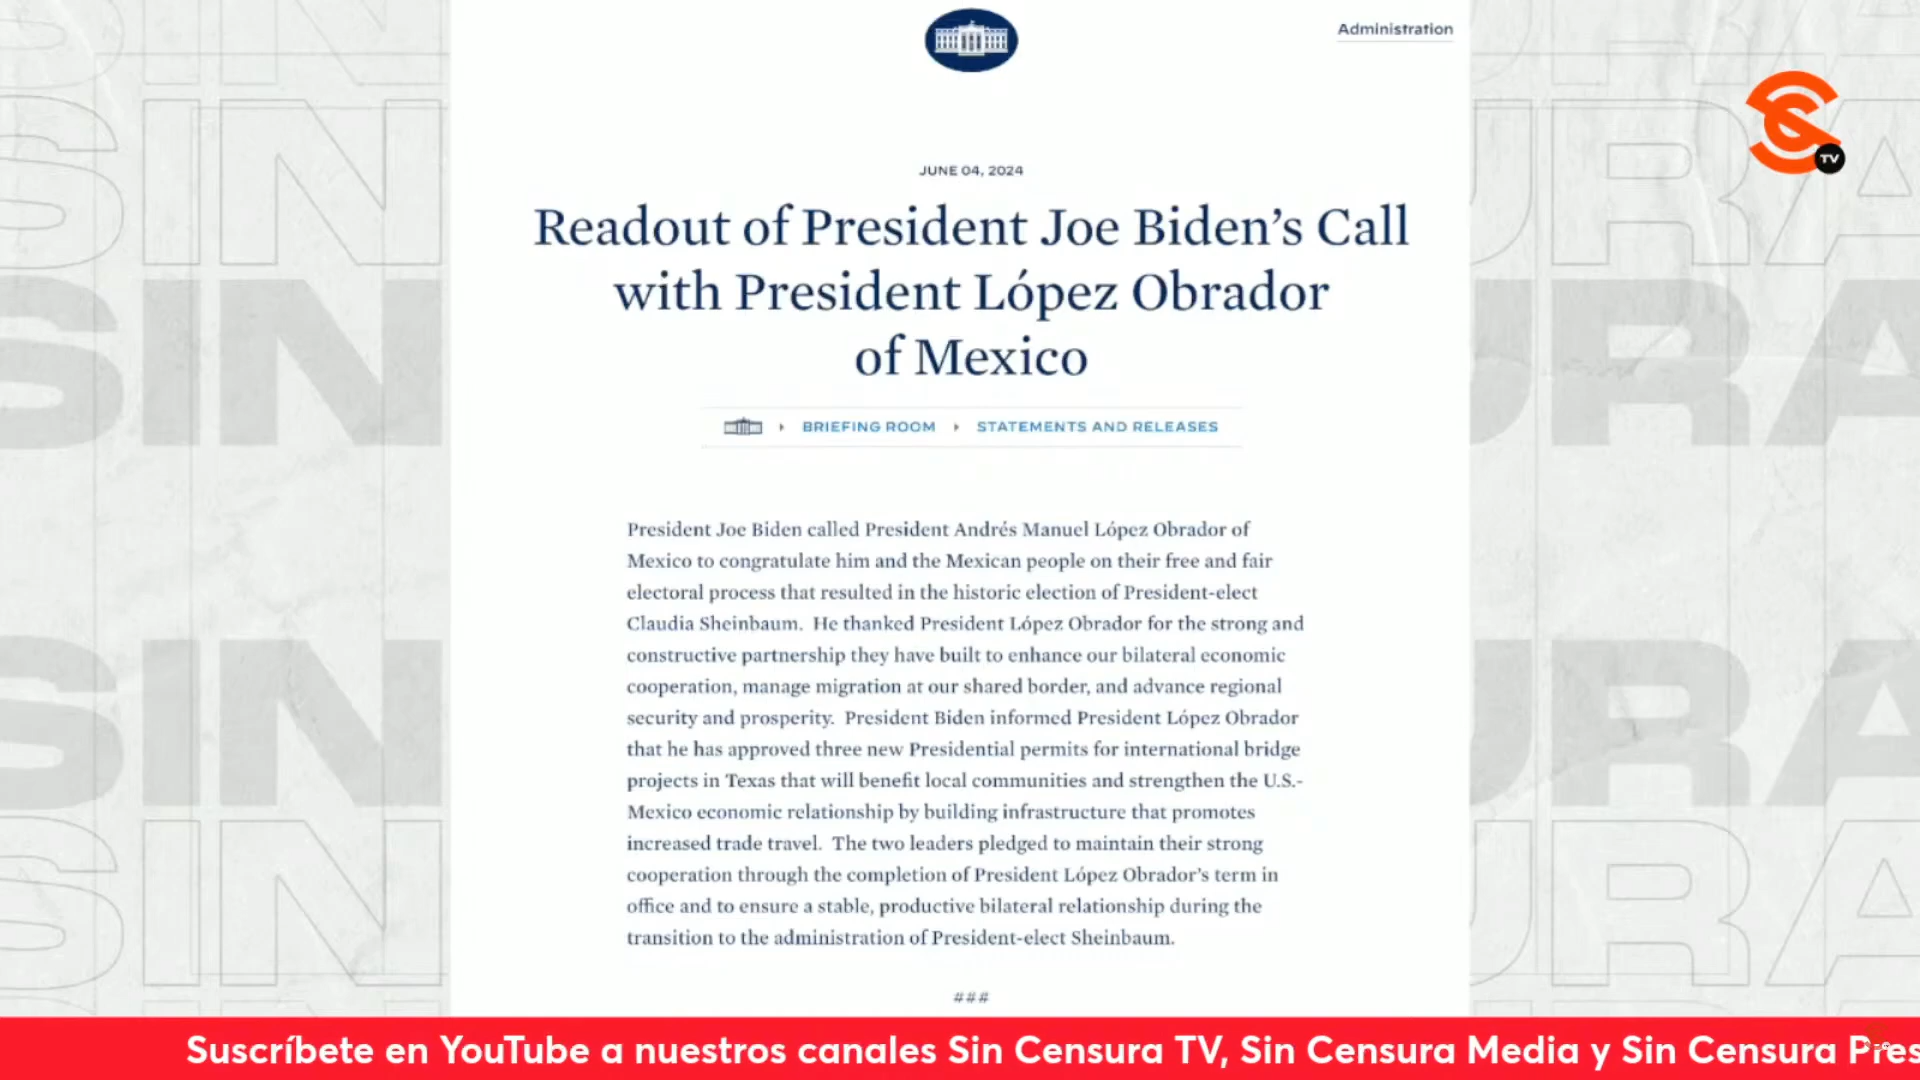 Administration
TV
JUNE 04, 2024
Readout of President Joe Biden’s Call
with President López Obrador
of Mexico
BRIEFING ROOM
STATEMENTS AND RELEASES
President Joe Biden called President Andrés Manuel López Obrador of
Mexico to congratulate him and the Mexican people on their free and fair
electoral process that resulted in the historic election of President-elect
Claudia Sheinbaum. He thanked President López Obrador for the strong and
constructive partnership they have built to enhance our bilateral economic
cooperation, manage migration at our shared border, and advance regional
security and prosperity. President Biden informed President López Obrador
that he has approved three new Presidential permits for international bridge
projects in Texas that will benefit local communities and strengthen the U.S.-
Mexico economic relationship by building infrastructure that promotes
increased trade travel. The two leaders pledged to maintain their strong
cooperation through the completion of President López Obrador’s term in
office and to ensure a stable, productive bilateral relationship during the
transition to the administration of President-elect Sheinbaum.
###
SIN URA
SIN URA
SIN URA
SIN URA
Suscríbete en YouTube a nuestros canales Sin Censura TV, Sin Censura Media y Sin Censura Pres